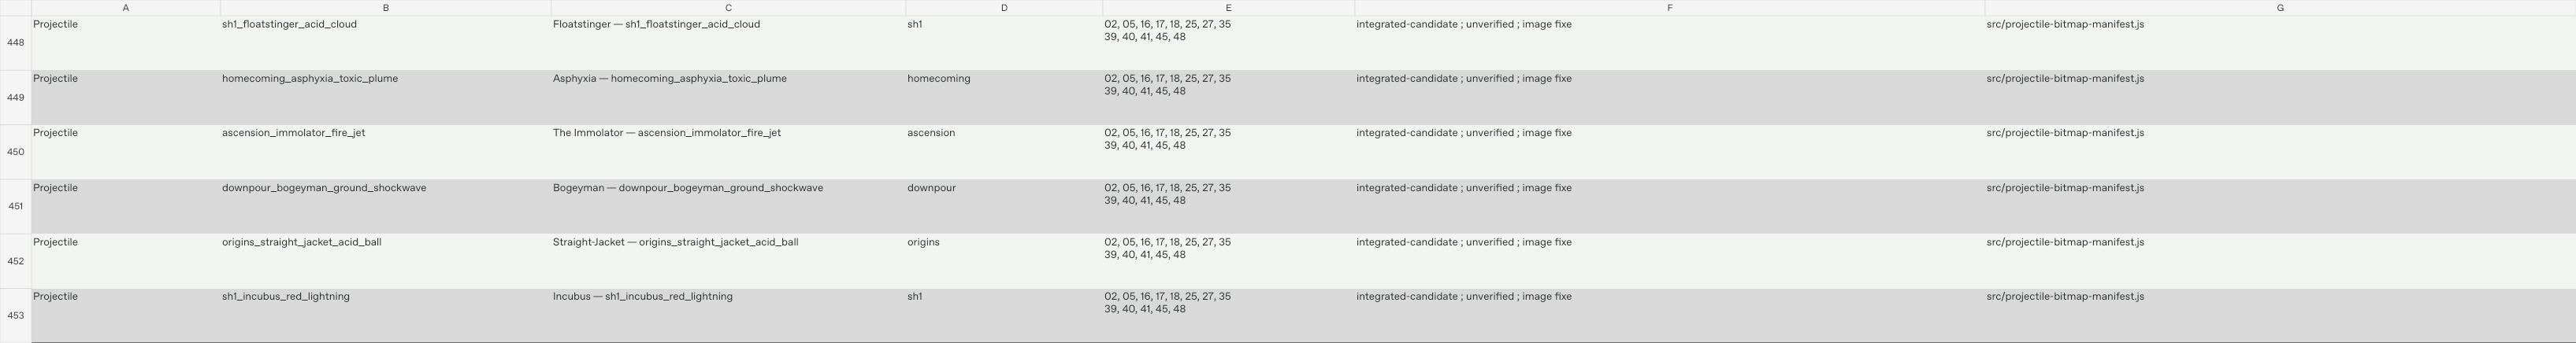 A B C D E F G
448 Projectile sh1_floatstinger_acid_cloud Floatstinger — sh1_floatstinger_acid_cloud sh1 02, 05, 16, 17, 18, 25, 27, 35 integrated-candidate ; unverified ; image fixe src/projectile-bitmap-manifest.js
39, 40, 41, 45, 48
449 Projectile homecoming_asphyxia_toxic_plume Asphyxia — homecoming_asphyxia_toxic_plume homecoming 02, 05, 16, 17, 18, 25, 27, 35 integrated-candidate ; unverified ; image fixe src/projectile-bitmap-manifest.js
39, 40, 41, 45, 48
450 Projectile ascension_immolator_fire_jet The Immolator — ascension_immolator_fire_jet ascension 02, 05, 16, 17, 18, 25, 27, 35 integrated-candidate ; unverified ; image fixe src/projectile-bitmap-manifest.js
39, 40, 41, 45, 48
451 Projectile downpour_bogeyman_ground_shockwave Bogeyman — downpour_bogeyman_ground_shockwave downpour 02, 05, 16, 17, 18, 25, 27, 35 integrated-candidate ; unverified ; image fixe src/projectile-bitmap-manifest.js
39, 40, 41, 45, 48
452 Projectile origins_straight_jacket_acid_ball Straight-Jacket — origins_straight_jacket_acid_ball origins 02, 05, 16, 17, 18, 25, 27, 35 integrated-candidate ; unverified ; image fixe src/projectile-bitmap-manifest.js
39, 40, 41, 45, 48
453 Projectile sh1_incubus_red_lightning Incubus — sh1_incubus_red_lightning sh1 02, 05, 16, 17, 18, 25, 27, 35 integrated-candidate ; unverified ; image fixe src/projectile-bitmap-manifest.js
39, 40, 41, 45, 48